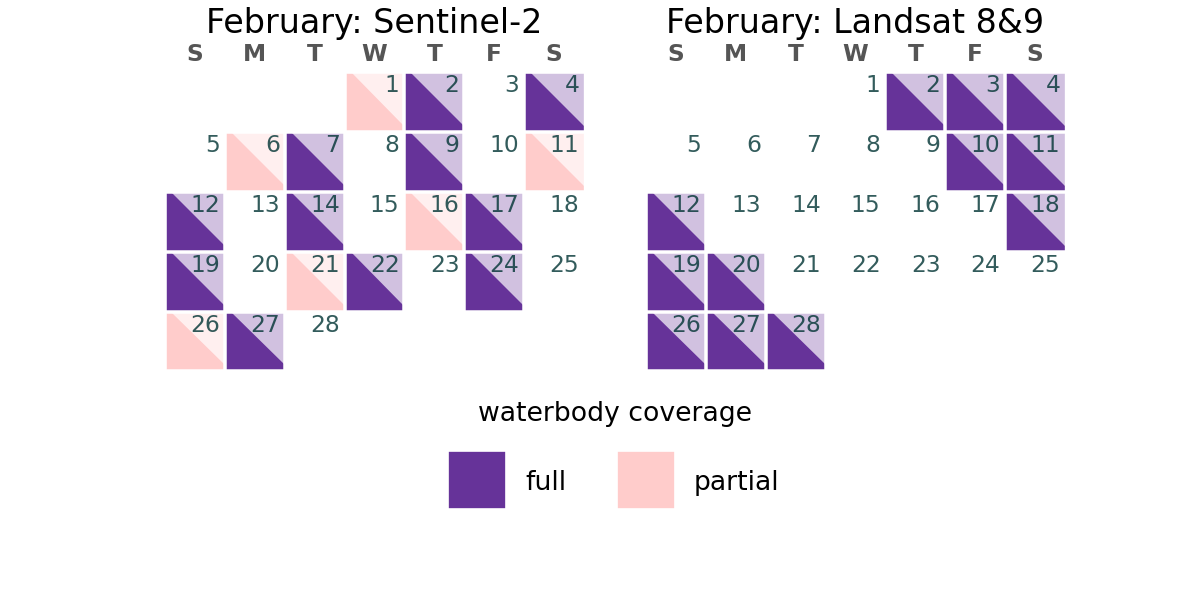 February: Sentinel-2
S M T W T F S
1 2 3 4
5 6 7 8 9 10 11
12 13 14 15 16 17 18
19 20 21 22 23 24 25
26 27 28
February: Landsat 8&9
S M T W T F S
1 2 3 4
5 6 7 8 9 10 11
12 13 14 15 16 17 18
19 20 21 22 23 24 25
26 27 28
waterbody coverage
full partial